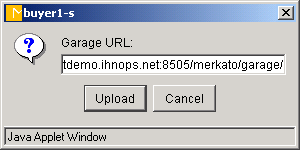 buyer1-s
Garage URL:
tdemo.ihnops.net:8505/merkato/garage/
Upload Cancel
Java Applet Window